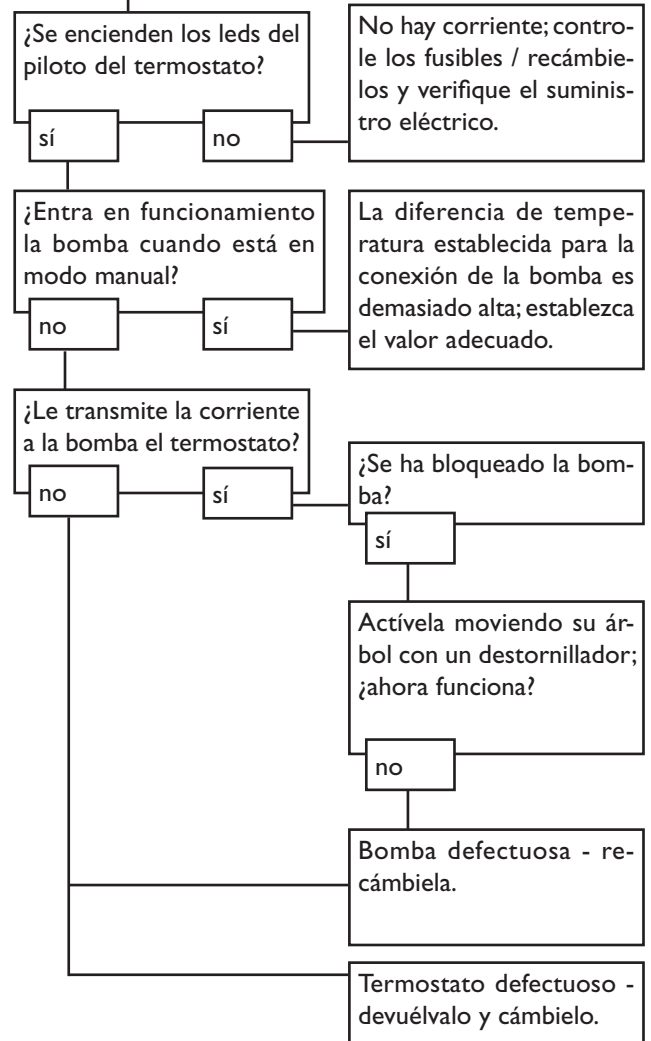 ¿Se encienden los leds del
piloto del termostato?
sí
no
No hay corriente; contro-
le los fusibles / recámbie-
los y verifique el suminis-
tro eléctrico.
¿Entra en funcionamiento
la bomba cuando está en
modo manual?
no
sí
La diferencia de tempe-
ratura establecida para la
conexión de la bomba es
demasiado alta; establezca
el valor adecuado.
¿Le transmite la corriente
a la bomba el termostato?
no
sí
¿Se ha bloqueado la bom-
ba?
sí
Actívela moviendo su ár-
bol con un destornillador;
¿ahora funciona?
no
Bomba defectuosa - re-
cámbiela.
Termostato defectuoso -
devuélvalo y cámbielo.